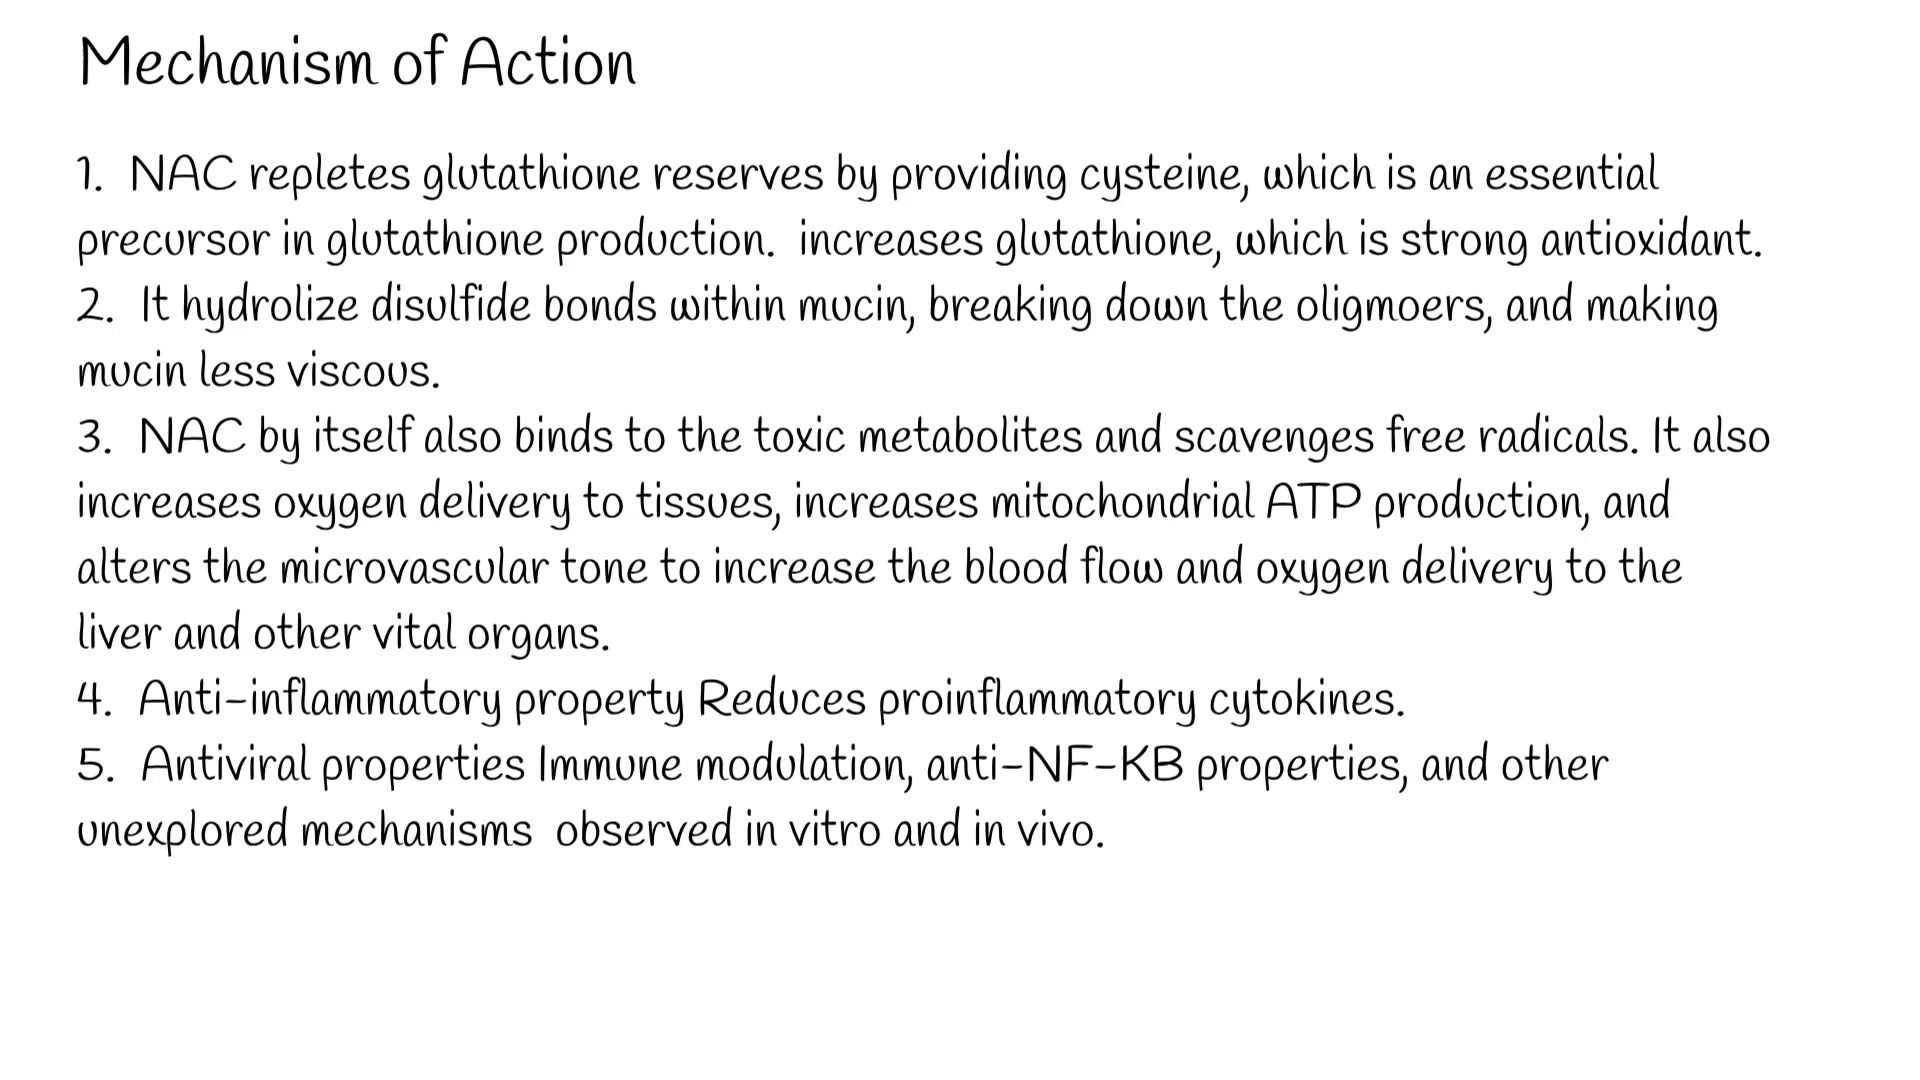 Mechanism of Action
1. NAC repletes glutathione reserves by providing cysteine, which is an essential
precursor in glutathione production. increases glutathione, which is strong antioxidant.
2. It hydrolize disulfide bonds within mucin, breaking down the oligmoers, and making
mucin less viscous.
3. NAC by itself also binds to the toxic metabolites and scavenges free radicals. It also
increases oxygen delivery to tissues, increases mitochondrial ATP production, and
alters the microvascular tone to increase the blood flow and oxygen delivery to the
liver and other vital organs.
4. Anti-inflammatory property Reduces proinflammatory cytokines.
5. Antiviral properties Immune modulation, anti-NF-KB properties, and other
unexplored mechanisms observed in vitro and in vivo.